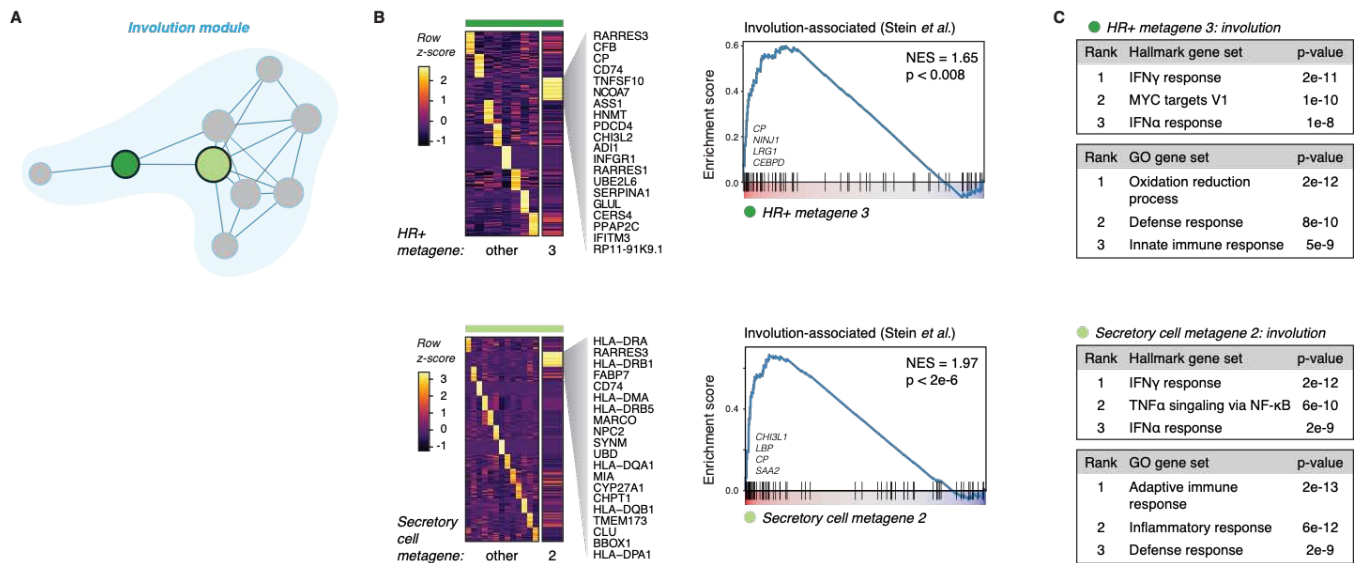 A
Involution module
B
Row
z-score
2
1
0
-1
HR+
metagene:
other
3
RARRES3
CFB
CP
CD74
TNFSF10
NCOA7
ASS1
HNMT
PDCD4
CHI3L2
ADI1
INFGR1
RARRES1
UBE2L6
SERPINA1
GLUL
CERS4
PPAP2C
IFITM3
RP11-91K9.1
Involution-associated (Stein et al.)
Enrichment score
0.6
0.4
0.2
0.0
NES = 1.65
p < 0.008
CP
NINJ1
LRG1
CEBPD
HR+ metagene 3
C
HR+ metagene 3: involution
Rank Hallmark gene set p-value
1 IFNγ response 2e-11
2 MYC targets V1 1e-10
3 IFNα response 1e-8
Rank GO gene set p-value
1 Oxidation reduction 2e-12
process
2 Defense response 8e-10
3 Innate immune response 5e-9
Row
z-score
3
2
1
0
-1
Secretory
cell
metagene:
other
2
HLA-DRA
RARRES3
HLA-DRB1
FABP7
CD74
HLA-DMA
HLA-DRB5
MARCO
NPC2
SYNM
UBD
HLA-DQA1
MIA
CYP27A1
CHPT1
HLA-DQB1
TMEM173
CLU
BBOX1
HLA-DPA1
Involution-associated (Stein et al.)
Enrichment score
0.4
0.0
NES = 1.97
p < 2e-6
CHI3L1
LBP
CP
SAA2
Secretory cell metagene 2
Secretory cell metagene 2: involution
Rank Hallmark gene set p-value
1 IFNγ response 2e-12
2 TNFα singaling via NF-κB 6e-10
3 IFNα response 2e-9
Rank GO gene set p-value
1 Adaptive immune 2e-13
response
2 Inflammatory response 6e-12
3 Defense response 2e-9